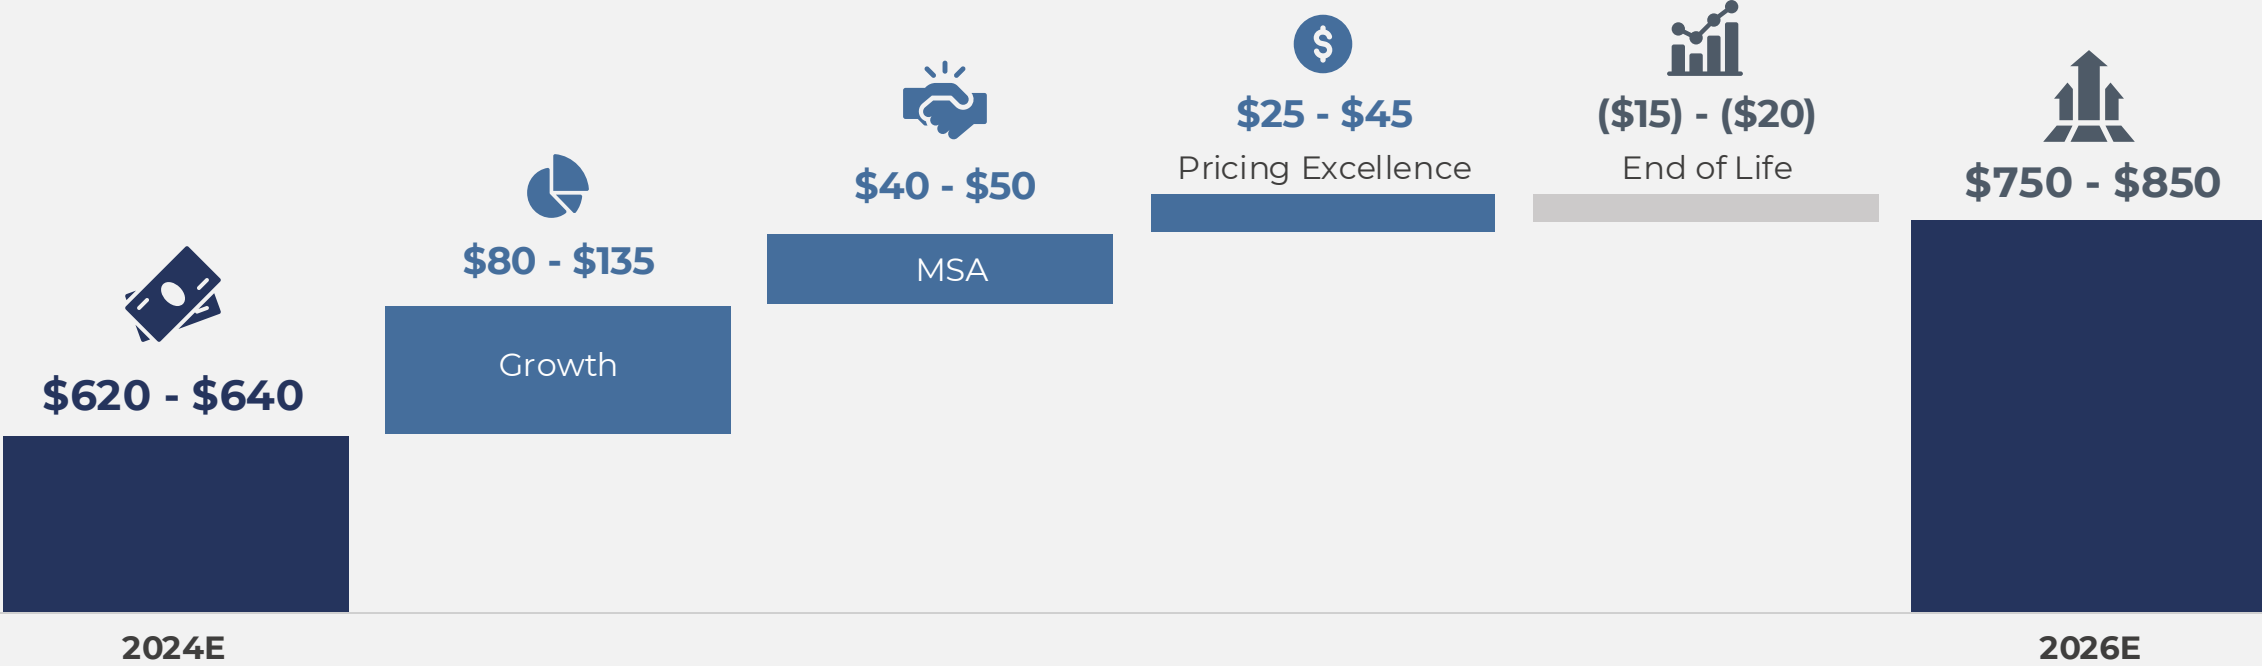 $620 - $640
2024E
$80 - $135
Growth
$40 - $50
MSA
$25 - $45
Pricing Excellence
($15) - ($20)
End of Life
$750 - $850
2026E